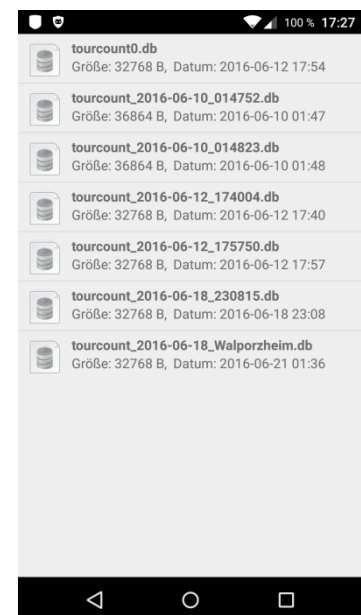 100 % 17:27
tourcount0.db
Größe: 32768 B, Datum: 2016-06-12 17:54
tourcount_2016-06-10_014752.db
Größe: 36864 B, Datum: 2016-06-10 01:47
tourcount_2016-06-10_014823.db
Größe: 36864 B, Datum: 2016-06-10 01:48
tourcount_2016-06-12_174004.db
Größe: 32768 B, Datum: 2016-06-12 17:40
tourcount_2016-06-12_175750.db
Größe: 32768 B, Datum: 2016-06-12 17:57
tourcount_2016-06-18_230815.db
Größe: 32768 B, Datum: 2016-06-18 23:08
tourcount_2016-06-18_Walporzheim.db
Größe: 32768 B, Datum: 2016-06-21 01:36